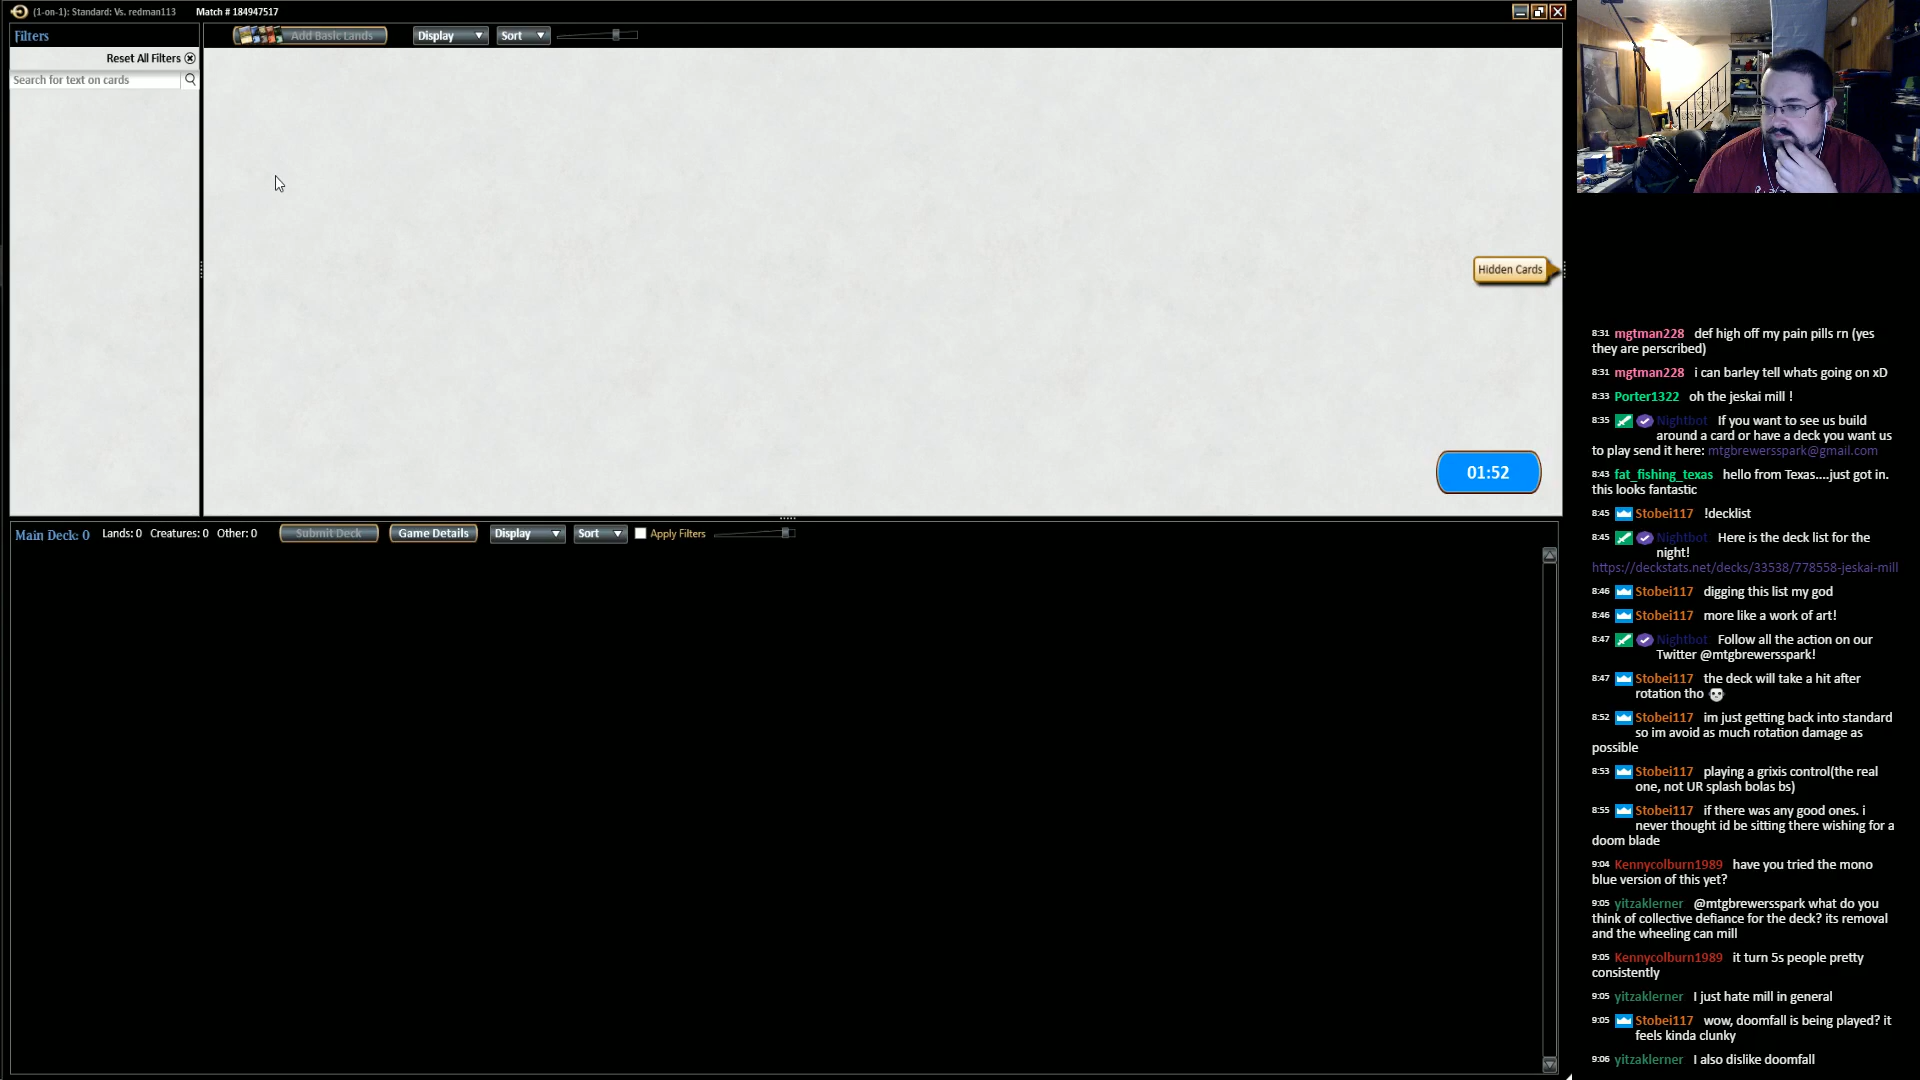 (1-on-1): Standard: Vs. redman113 Match # 184947517
Filters
Add Basic Lands Display Sort
Reset All Filters
Search for text on cards
Hidden Cards
01:52
Main Deck: 0 Lands: 0 Creatures: 0 Other: 0 Submit Deck Game Details Display Sort Apply Filters
8:31 mgtman228 def high off my pain pills rn (yes
they are perscribed)
8:31 mgtman228 i can barley tell whats going on xD
8:33 Porter1322 oh the jeskai mill !
8:35 Nightbot If you want to see us build
around a card or have a deck you want us
to play send it here: mtgbrewersspark@gmail.com
8:43 fat_fishing_texas hello from Texas....just got in.
this looks fantastic
8:45 Stobei117 !decklist
8:45 Nightbot Here is the deck list for the
night!
https://deckstats.net/decks/33538/778558-jeskai-mill
8:46 Stobei117 digging this list my god
8:46 Stobei117 more like a work of art!
8:47 Nightbot Follow all the action on our
Twitter @mtgbrewersspark!
8:47 Stobei117 the deck will take a hit after
rotation tho
8:52 Stobei117 im just getting back into standard
so im avoid as much rotation damage as
possible
8:53 Stobei117 playing a grixis control(the real
one, not UR splash bolas bs)
8:55 Stobei117 if there was any good ones. i
never thought id be sitting there wishing for a
doom blade
9:04 Kennycolburn1989 have you tried the mono
blue version of this yet?
9:05 yitzaklerner @mtgbrewersspark what do you
think of collective defiance for the deck? its removal
and the wheeling can mill
9:05 Kennycolburn1989 it turn 5s people pretty
consistently
9:05 yitzaklerner I just hate mill in general
9:05 Stobei117 wow, doomfall is being played? it
feels kinda clunky
9:06 yitzaklerner I also dislike doomfall